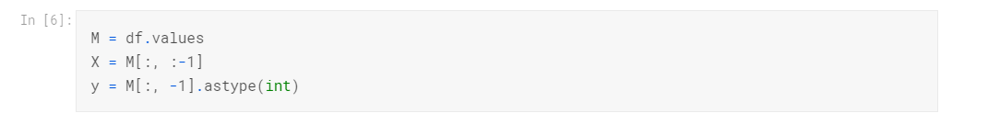 In [6]:
M = df.values
X = M[:, :-1]
y = M[:, -1].astype(int)